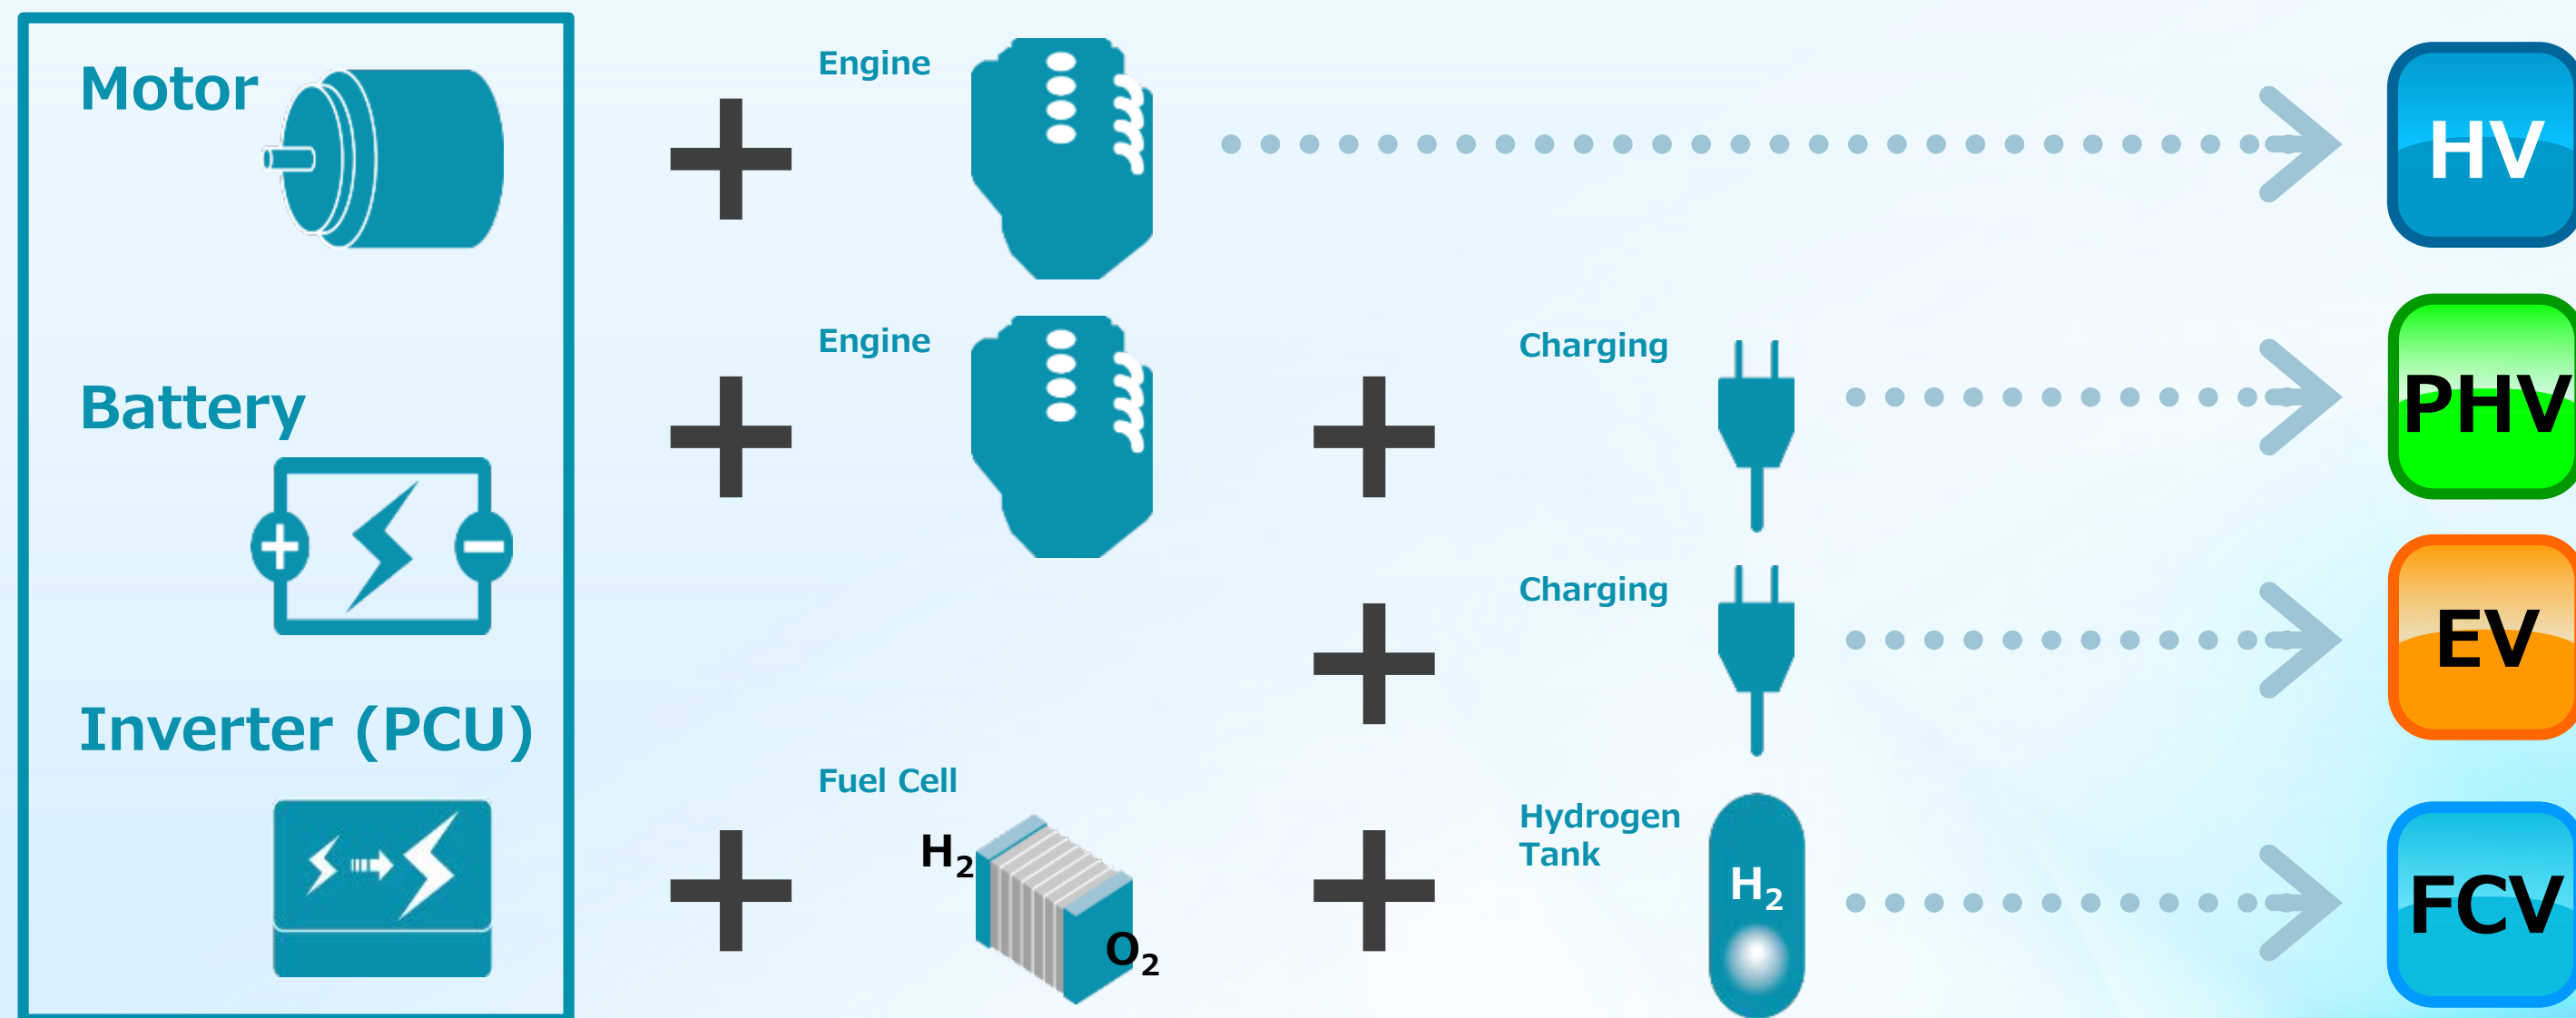 Motor
Battery
Inverter (PCU)
Engine
HV
Engine
Charging
PHV
Charging
EV
Fuel Cell
H₂
O₂
Hydrogen
Tank
H₂
FCV